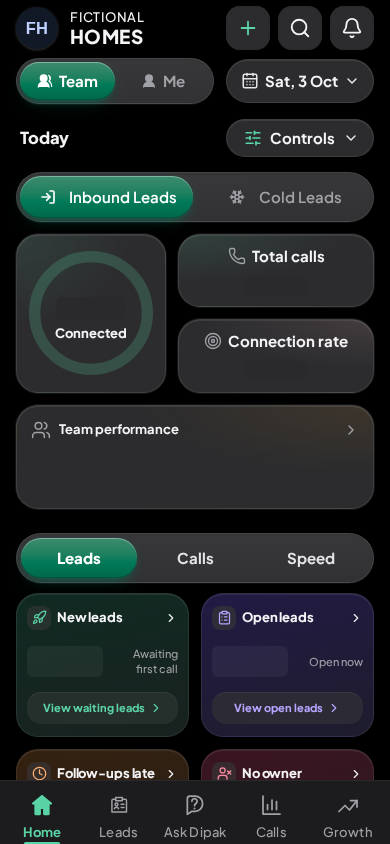 FH
FICTIONAL
HOMES
Team
Me
Sat, 3 Oct
Today
Controls
Inbound Leads
Cold Leads
Connected
Total calls
Connection rate
Team performance
Leads
Calls
Speed
New leads
Awaiting
first call
View waiting leads
Open leads
Open now
View open leads
Follow-ups late
No owner
Home
Leads
Ask Dipak
Calls
Growth